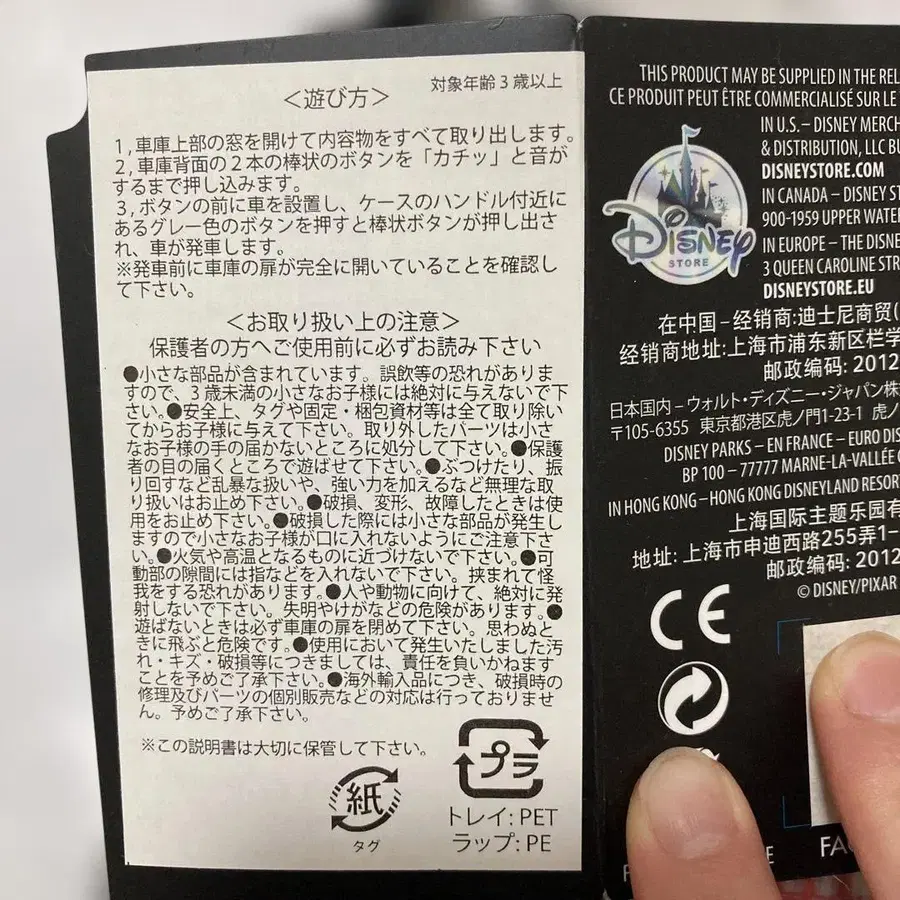 対象年齢3歳以上
＜遊び方＞
1,車庫上部の窓を開けて内容物をすべて取り出します。
2,車庫背面の2本の棒状のボタンを「カチッ」と音が
するまで押し込みます。
3,ボタンの前に車を設置し、ケースのハンドル付近に
あるグレー色のボタンを押すと棒状ボタンが押し出さ
れ、車が発車します。
※発車前に車庫の扉が完全に開いていることを確認し
て下さい。
＜お取り扱い上の注意＞
保護者の方へご使用前に必ずお読み下さい
●小さな部品が含まれています。誤飲等の恐れがありま
すので、3歳未満の小さなお子様には絶対に与えないで下
さい。●安全上、タグや固定・梱包資材等は全て取り除い
てからお子様に与えて下さい。取り外したパーツは小さ
なお子様の手の届かないところに処分して下さい。●保護
者の目の届くところで遊ばせて下さい。●ぶつけたり、振
り回すなど乱暴な扱いや、強い力を加えるなど無理な取
り扱いはお止め下さい。●破損、変形、故障したときは使
用をお止め下さい。●破損した際には小さな部品が発生し
ますので小さなお子様が口に入れないようにご注意下さ
い。●火気や高温となるものに近づけないで下さい。●可
動部の隙間には指などを入れないで下さい。挟まれて怪
我をする恐れがあります。●人や動物に向けて、絶対に発
射しないで下さい。失明やけがなどの危険があります。●
遊ばないときは必ず車庫の扉を閉めて下さい。思わぬと
きに飛ぶと危険です。●使用において発生いたしました汚
れ・キズ・破損等につきましては、責任を負いかねます
ことを予めご了承下さい。●海外輸入品につき、破損時の
修理及びパーツの個別販売などの対応は行っておりませ
ん。予めご了承下さい。
※この説明書は大切に保管して下さい。
紙
タグ
プラ
トレイ: PET
ラップ: PE
THIS PRODUCT MAY BE SUPPLIED IN THE
CE PRODUIT PEUT ÊTRE COMMERCIALISÉ SUR LE
DISNEY
STORE
IN U.S. – DISNEY
& DISTRIBUTION, LLC
DISNEYSTORE.COM
IN CANADA – DISNEY
900-1959 UPPER
IN EUROPE – THE
3 QUEEN CAROLINE
DISNEYSTORE.EU
在中国 – 经销商:迪士尼商贸(
经销商地址:上海市浦东新区栏学
邮政编码: 2012
日本国内 – ウォルト・ディズニー・ジャパン株
〒105-6355 東京都港区虎ノ門1-23-1 虎ノ
DISNEY PARKS – EN FRANCE – EURO
BP 100 – 77777 MARNE-LA-VALLÉE
IN HONG KONG – HONG KONG DISNEYLAND
上海国际主题乐园有
地址: 上海市申迪西路255弄1-
邮政编码: 2012
© DISNEY/PIXAR
CE